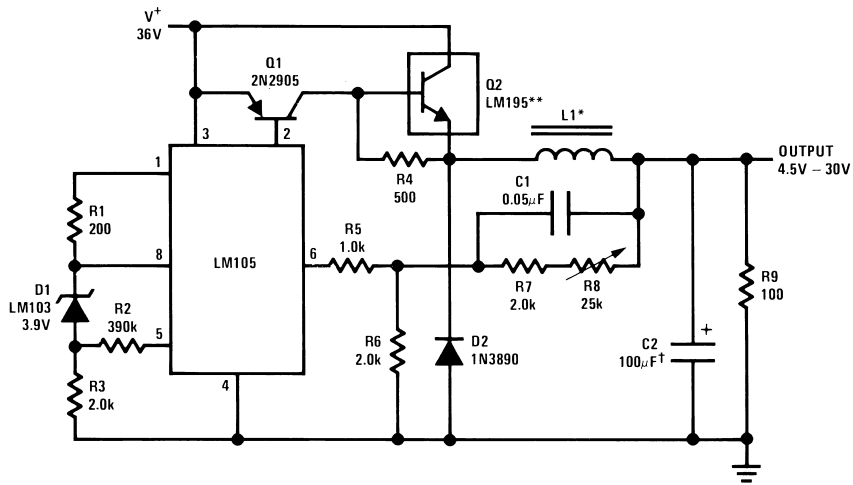 V+
36V
Q1
2N2905
Q2
LM195**
L1*
OUTPUT
4.5V – 30V
3
2
1
R4
500
C1
0.05μF
R1
200
R5
1.0k
8
LM105
6
R7
2.0k
R8
25k
R9
100
D1
LM103
3.9V
R2
390k
5
R6
2.0k
D2
1N3890
+
C2
100μF†
R3
2.0k
4